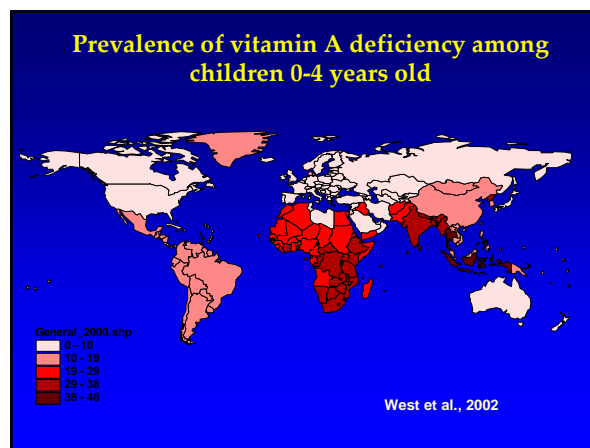 Prevalence of vitamin A deficiency among
children 0-4 years old
General_2000.shp
0 - 10
10 - 19
19 - 29
29 - 38
38 - 48
West et al., 2002